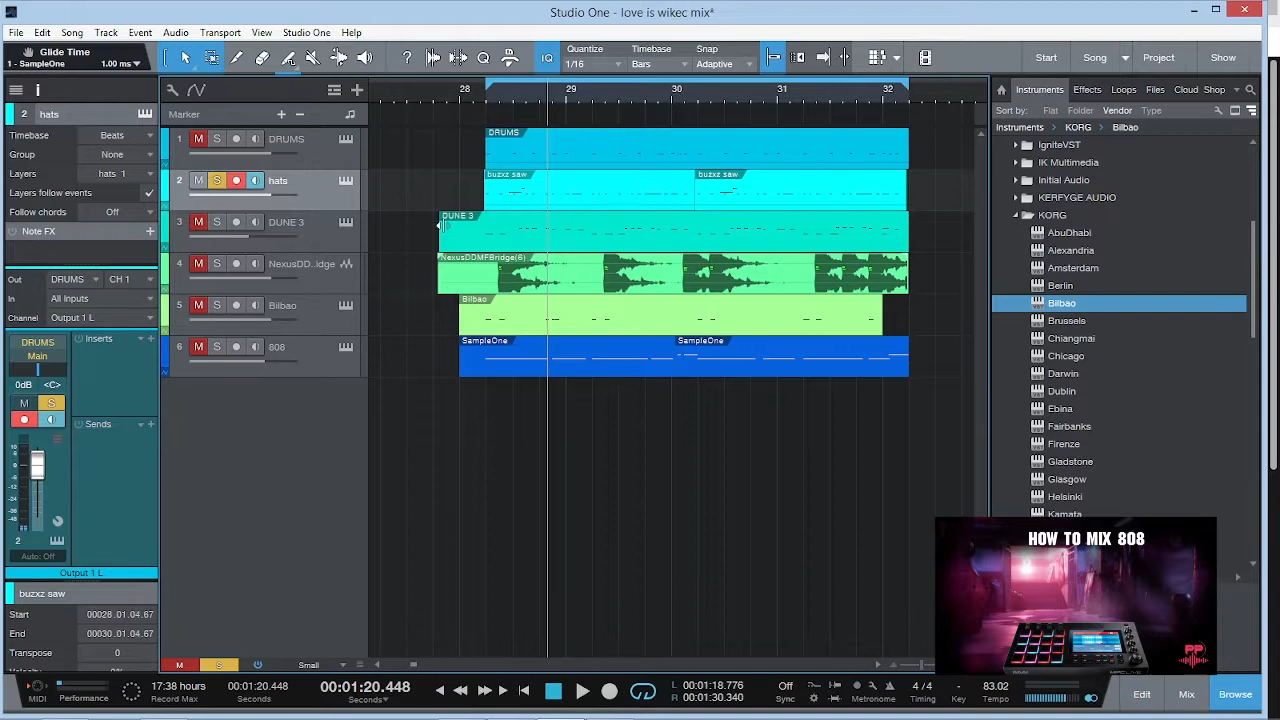 Studio One - love is wikec mix*
File Edit Song Track Event Audio Transport View Studio One Help
Glide Time
1 - SampleOne 1.00 ms
IQ
Quantize 1/16
Timebase Bars
Snap Adaptive
Start Song Project Show
2 hats
Timebase Beats
Group None
Layers hats 1
Layers follow events
Follow chords Off
Note FX
Out DRUMS CH 1
In All Inputs
Channel Output 1 L
DRUMS
Main
0dB <C>
M S
Inserts
Sends
2
Auto: Off
Output 1 L
buzxz saw
Start 00028.01.04.67
End 00030.01.04.67
Transpose 0
Marker
28 29 30 31 32
1 M S DRUMS
2 M S hats
3 M S DUNE 3
4 M S NexusDD..idge
5 M S Bilbao
6 M S 808
DRUMS
buzxz saw buzxz saw
DUNE 3
NexusDDMFBridge(6)
Bilbao
SampleOne SampleOne
M S Small
Instruments Effects Loops Files Cloud Shop
Sort by: Flat Folder Vendor Type
Instruments KORG Bilbao
IgniteVST
IK Multimedia
Initial Audio
KERFYGE AUDIO
KORG
AbuDhabi
Alexandria
Amsterdam
Berlin
Bilbao
Brussels
Chiangmai
Chicago
Darwin
Dublin
Ebina
Fairbanks
Firenze
Gladstone
Glasgow
Helsinki
Kamata
HOW TO MIX 808
MIDI Performance
17:38 hours
Record Max
00:01:20.448
Seconds
00:01:20.448
Seconds
L 00:01:18.776
R 00:01:30.340
Off
Sync
Metronome
4 / 4
Timing
-
Key
83.02
Tempo
Edit Mix Browse